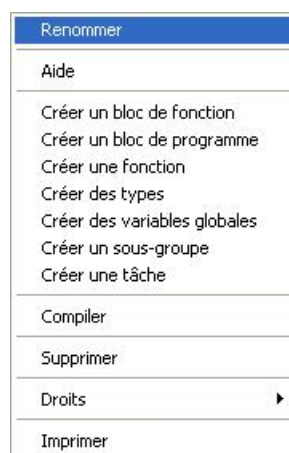 Renommer
Aide
Créer un bloc de fonction
Créer un bloc de programme
Créer une fonction
Créer des types
Créer des variables globales
Créer un sous-groupe
Créer une tâche
Compiler
Supprimer
Droits
Imprimer